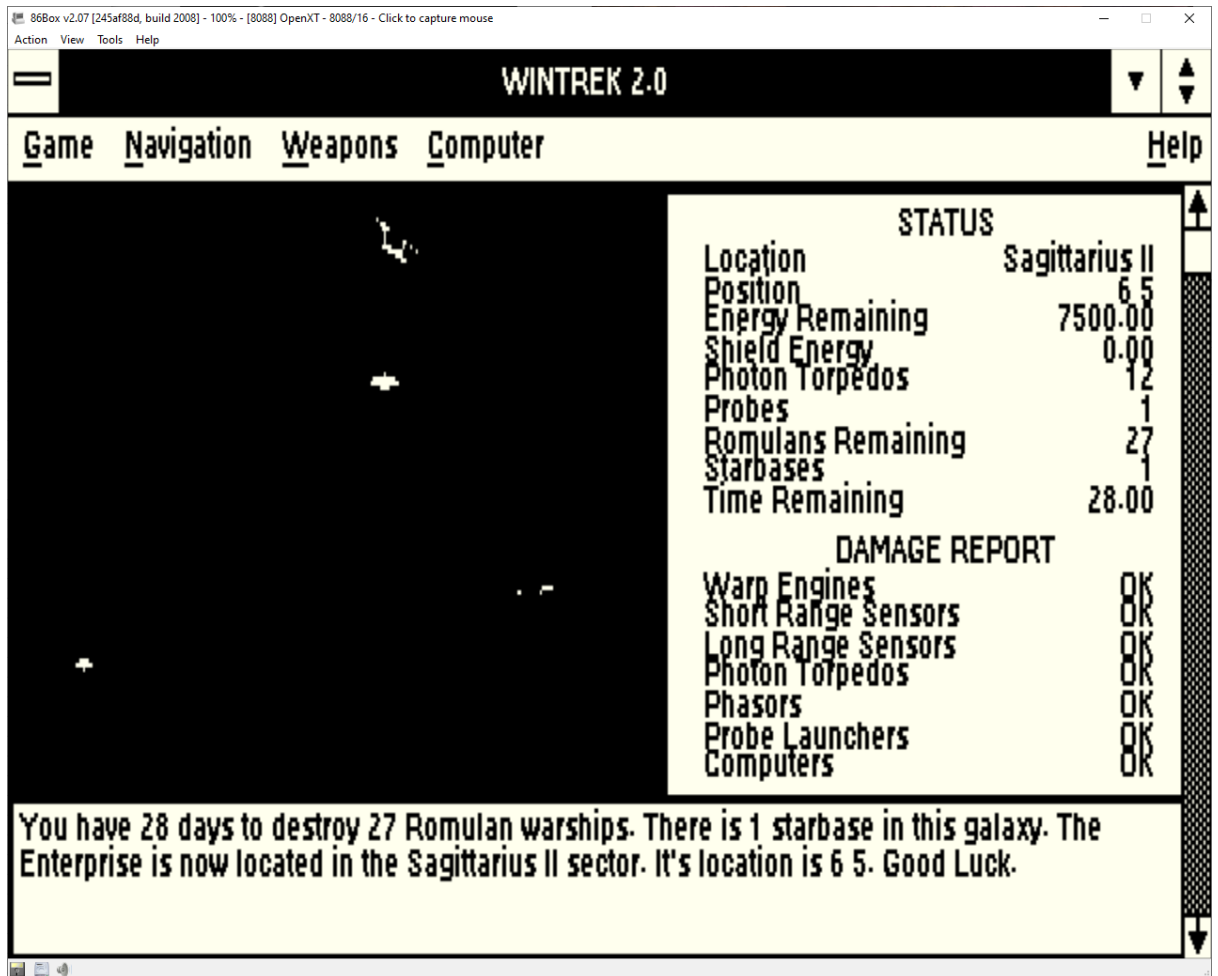 86Box v2.07 [245af88d, build 2008] - 100% - [8088] OpenXT - 8088/16 - Click to capture mouse
Action View Tools Help
WINTREK 2.0
Game Navigation Weapons Computer Help
STATUS
Location Sagittarius II
Position 6 5
Energy Remaining 7500.00
Shield Energy 0.00
Photon Torpedos 12
Probes 1
Romulans Remaining 27
Starbases 1
Time Remaining 28.00
DAMAGE REPORT
Warp Engines OK
Short Range Sensors OK
Long Range Sensors OK
Photon Torpedos OK
Phasors OK
Probe Launchers OK
Computers OK
You have 28 days to destroy 27 Romulan warships. There is 1 starbase in this galaxy. The
Enterprise is now located in the Sagittarius II sector. It's location is 6 5. Good Luck.